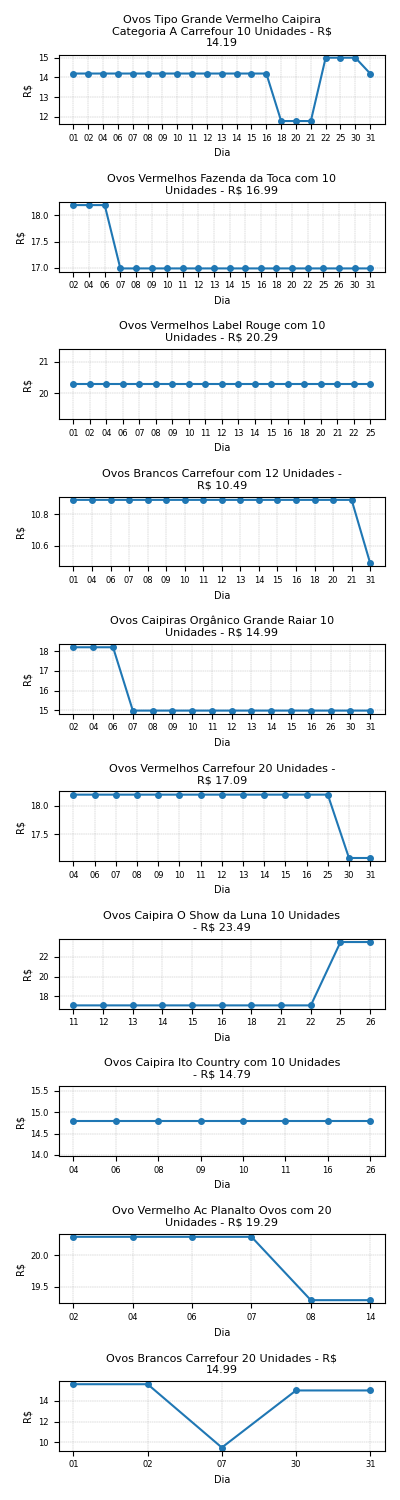 Ovos Tipo Grande Vermelho Caipira
Categoria A Carrefour 10 Unidades - R$
14.19
15
14
13
12
R$
01 02 04 06 07 08 09 10 11 12 13 14 15 16 18 20 21 22 25 30 31
Dia
Ovos Vermelhos Fazenda da Toca com 10
Unidades - R$ 16.99
18.0
17.5
17.0
R$
02 04 06 07 08 09 10 11 12 13 14 15 16 18 20 22 25 26 30 31
Dia
Ovos Vermelhos Label Rouge com 10
Unidades - R$ 20.29
21
20
R$
01 02 04 06 07 08 09 10 11 12 13 14 15 16 18 20 21 22 25
Dia
Ovos Brancos Carrefour com 12 Unidades -
R$ 10.49
10.8
10.6
R$
01 04 06 07 08 09 10 11 12 13 14 15 16 18 20 21 31
Dia
Ovos Caipiras Orgânico Grande Raiar 10
Unidades - R$ 14.99
18
17
16
15
R$
02 04 06 07 08 09 10 11 12 13 14 15 16 26 30 31
Dia
Ovos Vermelhos Carrefour 20 Unidades -
R$ 17.09
18.0
17.5
R$
04 06 07 08 09 10 11 12 13 14 15 16 25 30 31
Dia
Ovos Caipira O Show da Luna 10 Unidades
- R$ 23.49
22
20
18
R$
11 12 13 14 15 16 18 21 22 25 26
Dia
Ovos Caipira Ito Country com 10 Unidades
- R$ 14.79
15.5
15.0
14.5
14.0
R$
04 06 08 09 10 11 16 26
Dia
Ovo Vermelho Ac Planalto Ovos com 20
Unidades - R$ 19.29
20.0
19.5
R$
02 04 06 07 08 14
Dia
Ovos Brancos Carrefour 20 Unidades - R$
14.99
14
12
10
R$
01 02 07 30 31
Dia